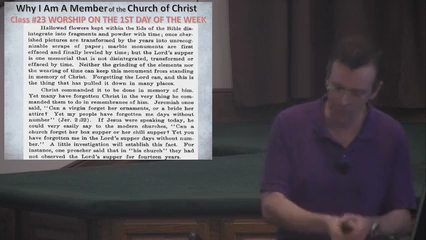 Why I Am A Member of the Church of Christ
Class #23 WORSHIP ON THE 1ST DAY OF THE WEEK
Hallowed flowers kept within the lids of the Bible dis-
integrate into fragments and powder with time; once cher-
ished pictures are transformed by the years into unrecog-
nizable scraps of paper; marble monuments are first
effaced and finally leveled by time; but the Lord's supper
is one memorial that is not disintegrated, transformed or
effaced by time. Neither the grinding of the elements nor
the wearing of time can keep this monument from standing
in memory of Christ. Forgetting the Lord can, and this is
the thing that has pulled it down in many places.
Christ commanded it to be done in memory of him.
Yet many have forgotten Christ in the very thing he com-
manded them to do in remembrance of him. Jeremiah once
said, "Can a virgin forget her ornaments, or a bride her
attire? Yet my people have forgotten me days without
number" (Jer. 2:32). If Jesus were speaking today, he
could very easily say to the modern churches, "Can a
church forget her box supper or her chili supper? Yet you
have forgotten me in the Lord's supper days without num-
ber." A little investigation will establish this fact. For
instance, one preacher said that in "his church" they had
not observed the Lord's supper for fourteen years.